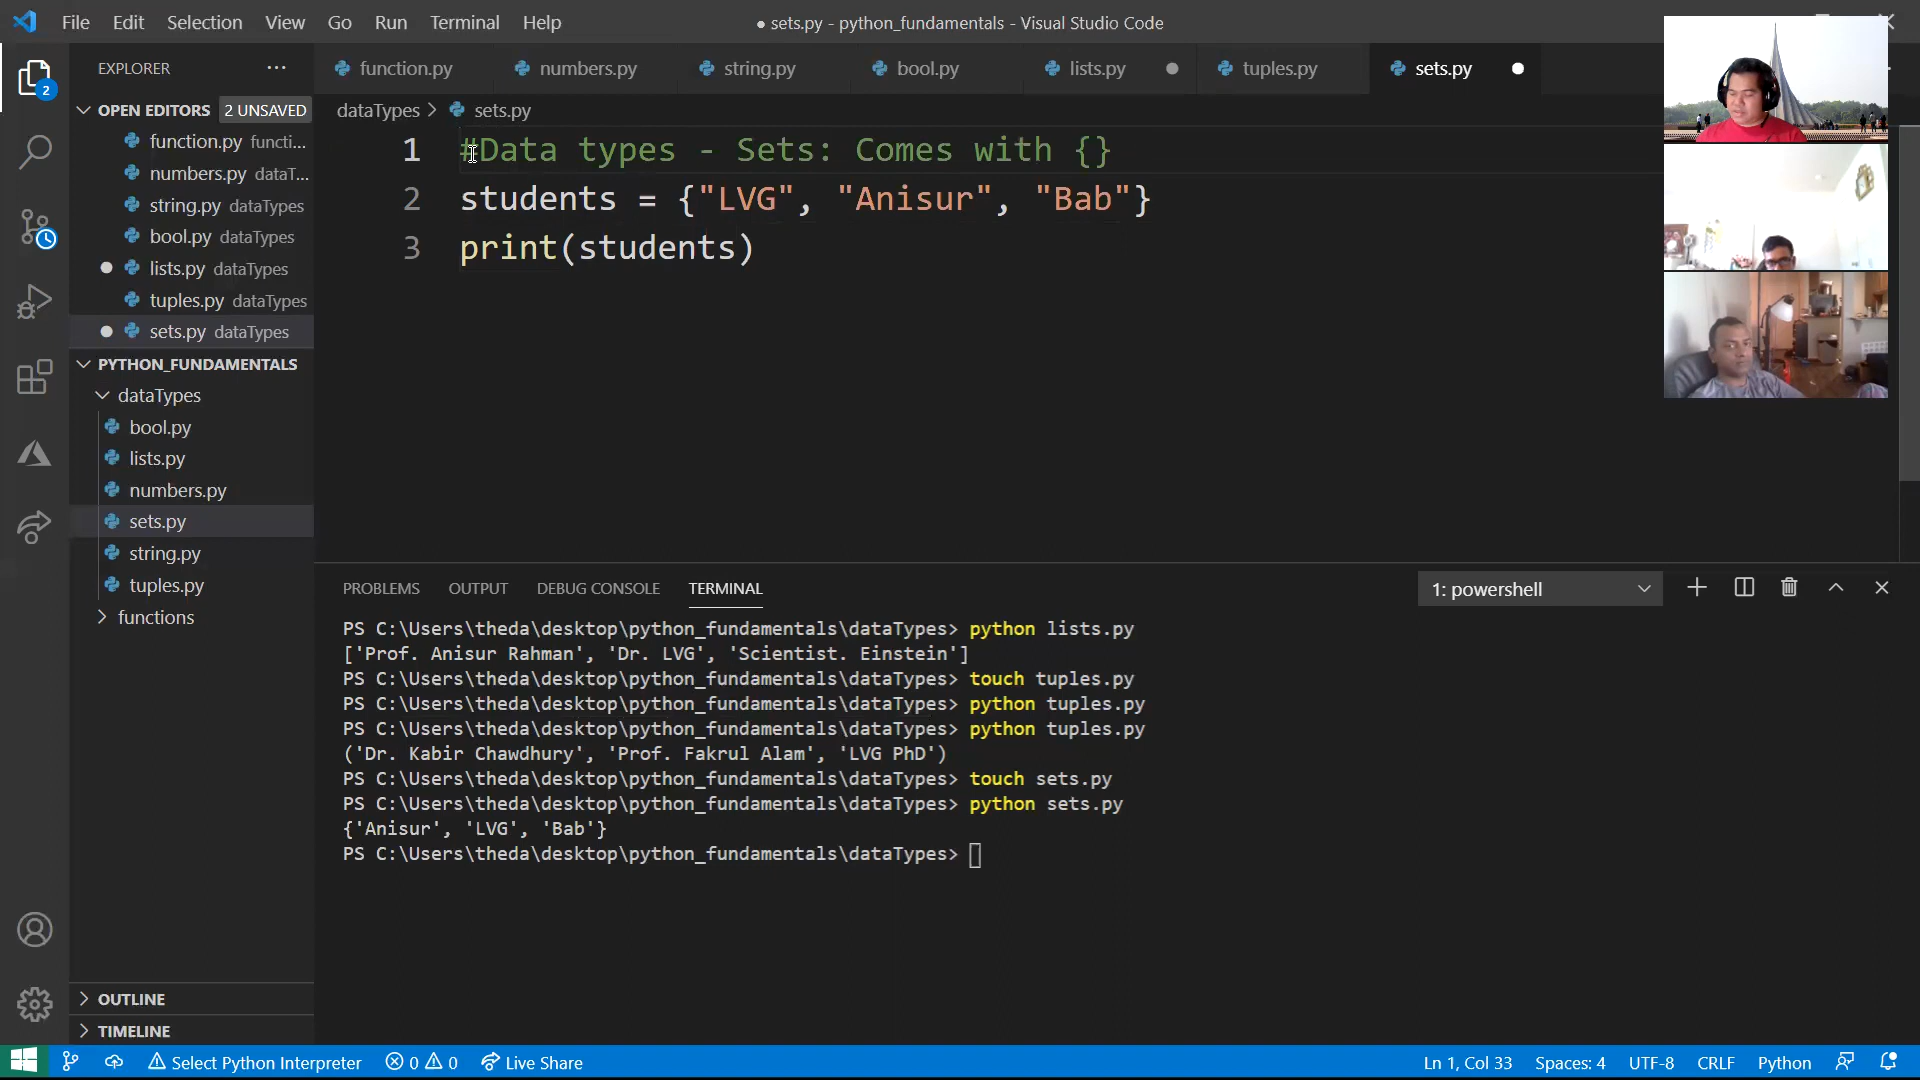 File Edit Selection View Go Run Terminal Help
● sets.py - python_fundamentals - Visual Studio Code
EXPLORER ···
function.py numbers.py string.py bool.py lists.py tuples.py sets.py
OPEN EDITORS 2 UNSAVED
function.py functi...
numbers.py dataT...
string.py dataTypes
bool.py dataTypes
lists.py dataTypes
tuples.py dataTypes
sets.py dataTypes
PYTHON_FUNDAMENTALS
dataTypes
bool.py
lists.py
numbers.py
sets.py
string.py
tuples.py
functions
OUTLINE
TIMELINE
2
dataTypes > sets.py
1 #Data types - Sets: Comes with {}
2 students = {"LVG", "Anisur", "Bab"}
3 print(students)
PROBLEMS OUTPUT DEBUG CONSOLE TERMINAL 1: powershell
PS C:\Users\theda\desktop\python_fundamentals\dataTypes> python lists.py
['Prof. Anisur Rahman', 'Dr. LVG', 'Scientist. Einstein']
PS C:\Users\theda\desktop\python_fundamentals\dataTypes> touch tuples.py
PS C:\Users\theda\desktop\python_fundamentals\dataTypes> python tuples.py
PS C:\Users\theda\desktop\python_fundamentals\dataTypes> python tuples.py
('Dr. Kabir Chawdhury', 'Prof. Fakrul Alam', 'LVG PhD')
PS C:\Users\theda\desktop\python_fundamentals\dataTypes> touch sets.py
PS C:\Users\theda\desktop\python_fundamentals\dataTypes> python sets.py
{'Anisur', 'LVG', 'Bab'}
PS C:\Users\theda\desktop\python_fundamentals\dataTypes>
Select Python Interpreter 0 0 Live Share Ln 1, Col 33 Spaces: 4 UTF-8 CRLF Python